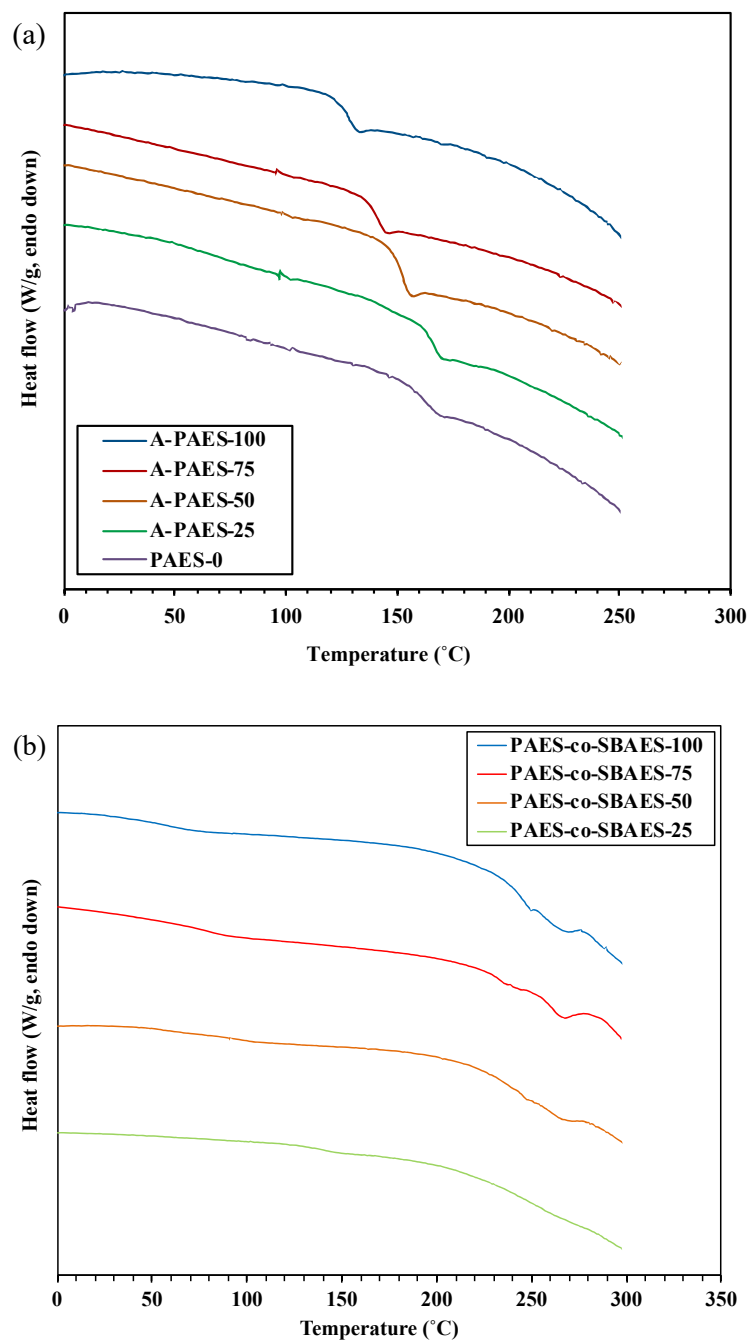 (a)
Heat flow (W/g, endo down)
A-PAES-100
A-PAES-75
A-PAES-50
A-PAES-25
PAES-0
0 50 100 150 200 250 300
Temperature (˚C)
(b)
Heat flow (W/g, endo down)
PAES-co-SBAES-100
PAES-co-SBAES-75
PAES-co-SBAES-50
PAES-co-SBAES-25
0 50 100 150 200 250 300 350
Temperature (˚C)